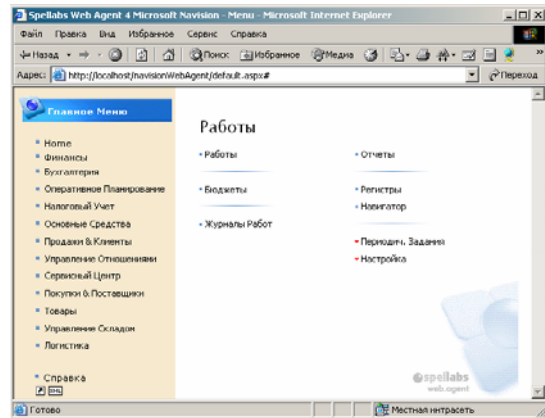 Spellabs Web Agent 4 Microsoft Navision - Menu - Microsoft Internet Explorer
Файл Правка Вид Избранное Сервис Справка
Назад Поиск Избранное Медиа
Адрес: http://localhost/navisionWebAgent/default.aspx# Переход
Главное Меню
Home
Финансы
Бухгалтерия
Оперативное Планирование
Налоговый Учет
Основные Средства
Продажи & Клиенты
Управление Отношениями
Сервисный Центр
Покупки & Поставщики
Товары
Управление Складом
Логистика
Справка
Работы
Работы
Отчеты
Бюджеты
Регистры
Навигатор
Журналы Работ
Периодич. Задания
Настройка
spellabs
web.agent
Готово
Местная интрасеть